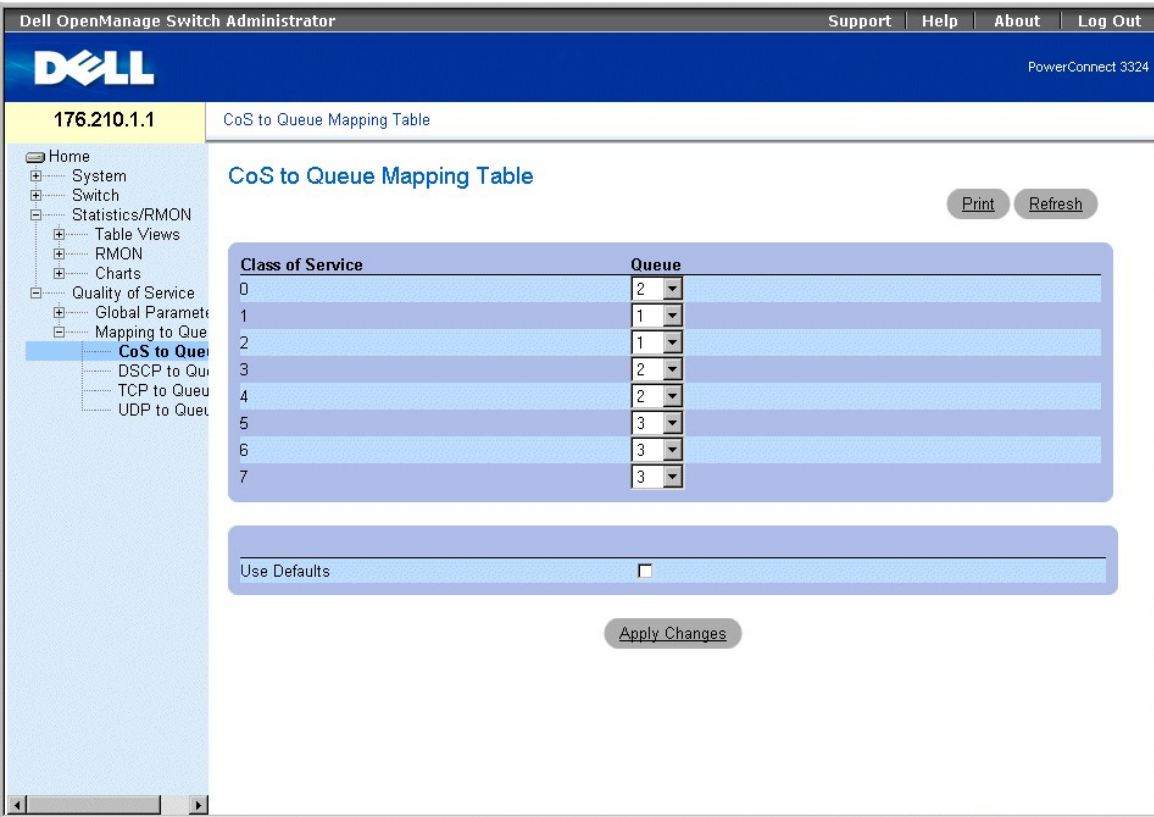 Dell OpenManage Switch Administrator Support Help About Log Out
DELL
PowerConnect 3324
176.210.1.1 CoS to Queue Mapping Table
Home
System
Switch
Statistics/RMON
Table Views
RMON
Charts
Quality of Service
Global Paramete
Mapping to Que
CoS to Que
DSCP to Qu
TCP to Queu
UDP to Queu
CoS to Queue Mapping Table
Print Refresh
Class of Service Queue
0 2
1 1
2 1
3 2
4 2
5 3
6 3
7 3
Use Defaults
Apply Changes